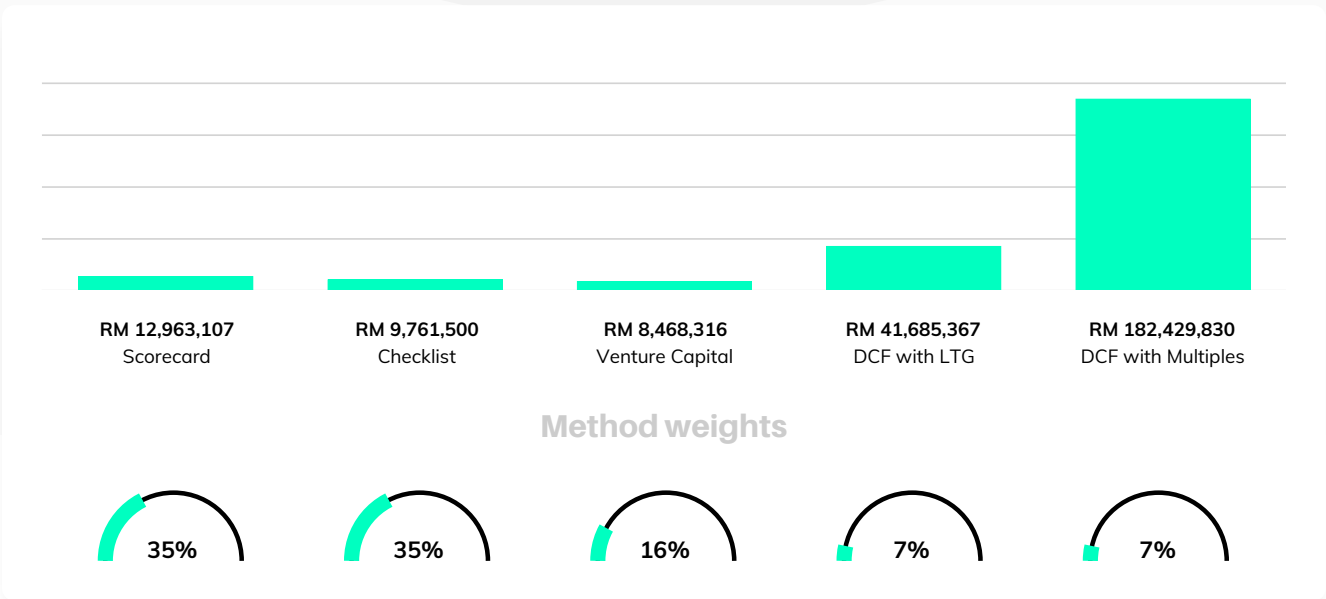 RM 12,963,107
Scorecard
RM 9,761,500
Checklist
RM 8,468,316
Venture Capital
RM 41,685,367
DCF with LTG
RM 182,429,830
DCF with Multiples
Method weights
35%
35%
16%
7%
7%